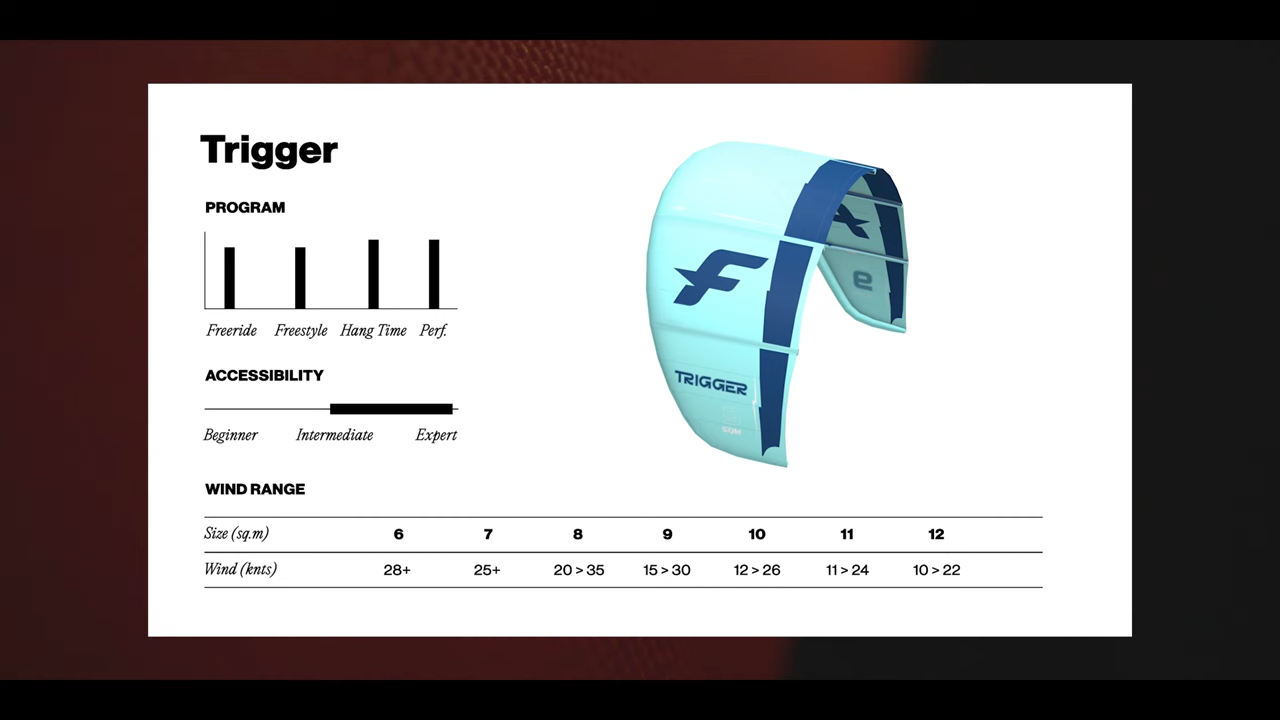 Trigger
PROGRAM
Freeride Freestyle Hang Time Perf.
ACCESSIBILITY
Beginner Intermediate Expert
TRIGGER
SQM
e
WIND RANGE
Size (sq.m) 6 7 8 9 10 11 12
Wind (knts) 28+ 25+ 20 > 35 15 > 30 12 > 26 11 > 24 10 > 22